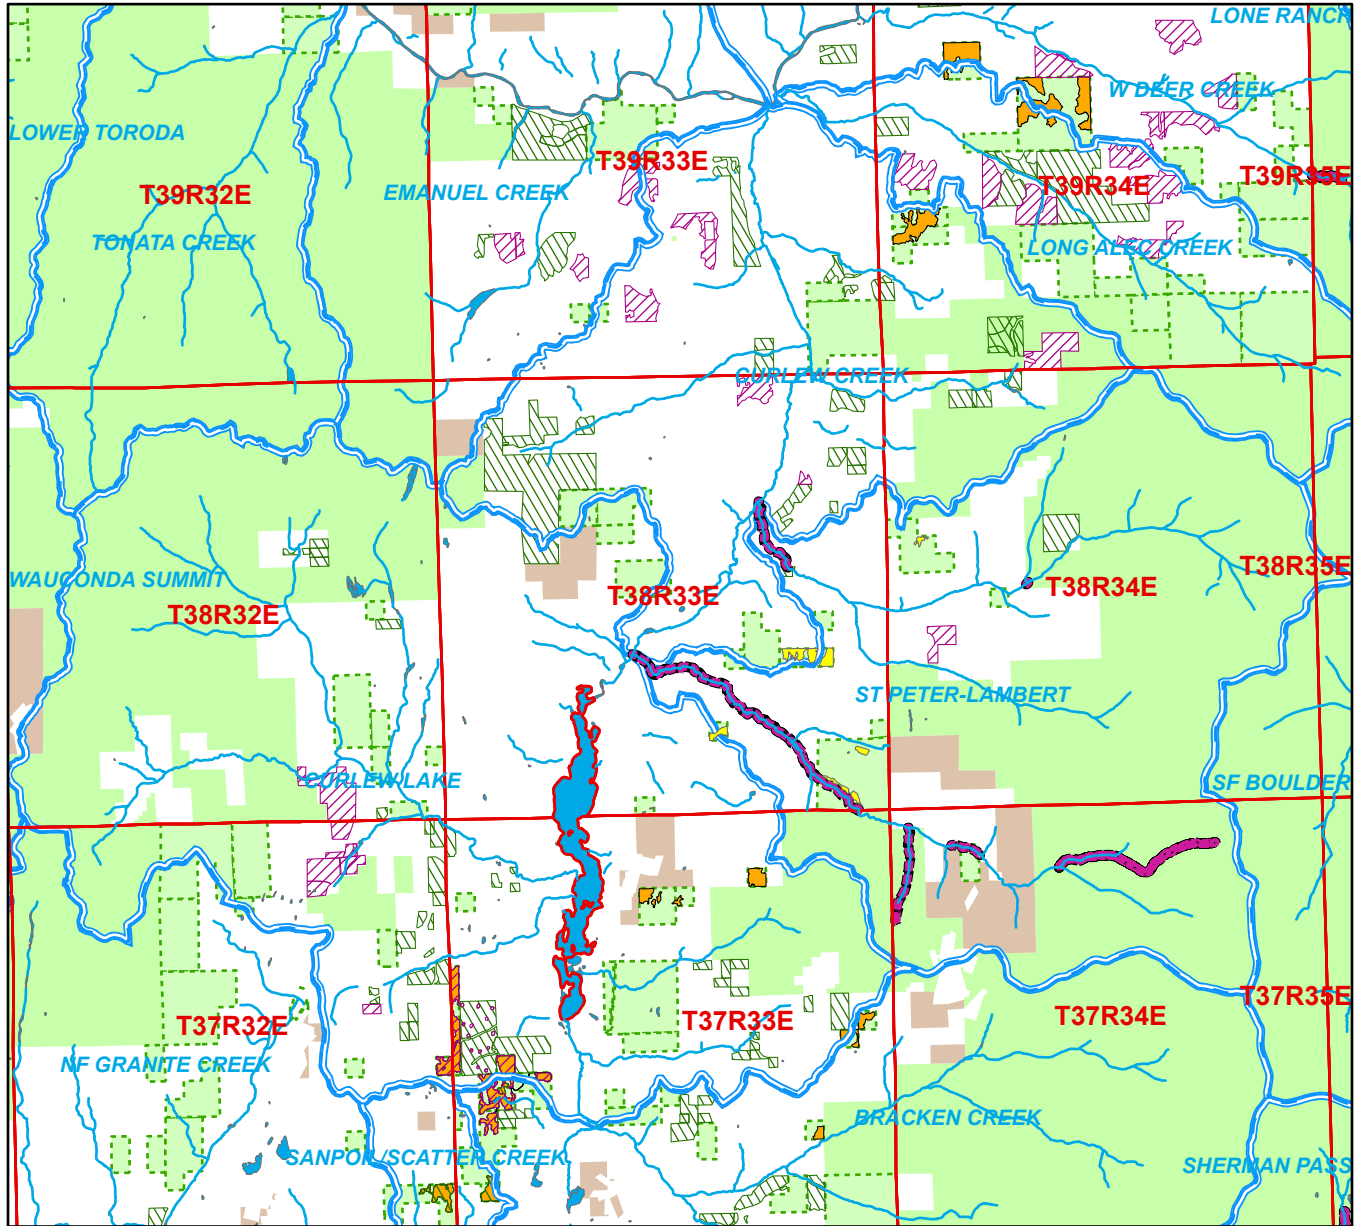 LONE RANCH
W DEER CREEK
LOWER TORODA
T39R33E
T39R32E
EMANUEL CREEK
T39R34E
T39R35E
TONATA CREEK
LONG ALEC CREEK
CURLEW CREEK
WAUCONDA SUMMIT
T38R35E
T38R34E
T38R33E
T38R32E
ST PETER-LAMBERT
CURLEW LAKE
SF BOULDER
T37R35E
T37R32E
T37R33E
T37R34E
NF GRANITE CREEK
BRACKEN CREEK
SANPOIL/SCATTER CREEK
SHERMAN PASS